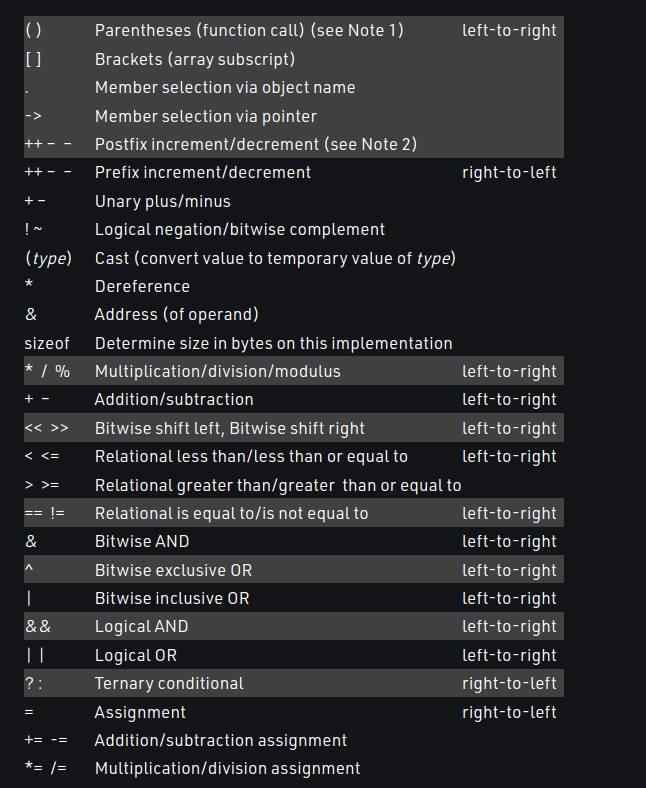 ( ) Parentheses (function call) (see Note 1) left-to-right
[ ] Brackets (array subscript)
. Member selection via object name
-> Member selection via pointer
++ – – Postfix increment/decrement (see Note 2)
++ – – Prefix increment/decrement right-to-left
+ – Unary plus/minus
! ~ Logical negation/bitwise complement
(type) Cast (convert value to temporary value of type)
* Dereference
& Address (of operand)
sizeof Determine size in bytes on this implementation
* / % Multiplication/division/modulus left-to-right
+ – Addition/subtraction left-to-right
<< >> Bitwise shift left, Bitwise shift right left-to-right
< <= Relational less than/less than or equal to left-to-right
> >= Relational greater than/greater than or equal to
== != Relational is equal to/is not equal to left-to-right
& Bitwise AND left-to-right
^ Bitwise exclusive OR left-to-right
| Bitwise inclusive OR left-to-right
&& Logical AND left-to-right
| | Logical OR left-to-right
? : Ternary conditional right-to-left
= Assignment right-to-left
+= -= Addition/subtraction assignment
*= /= Multiplication/division assignment